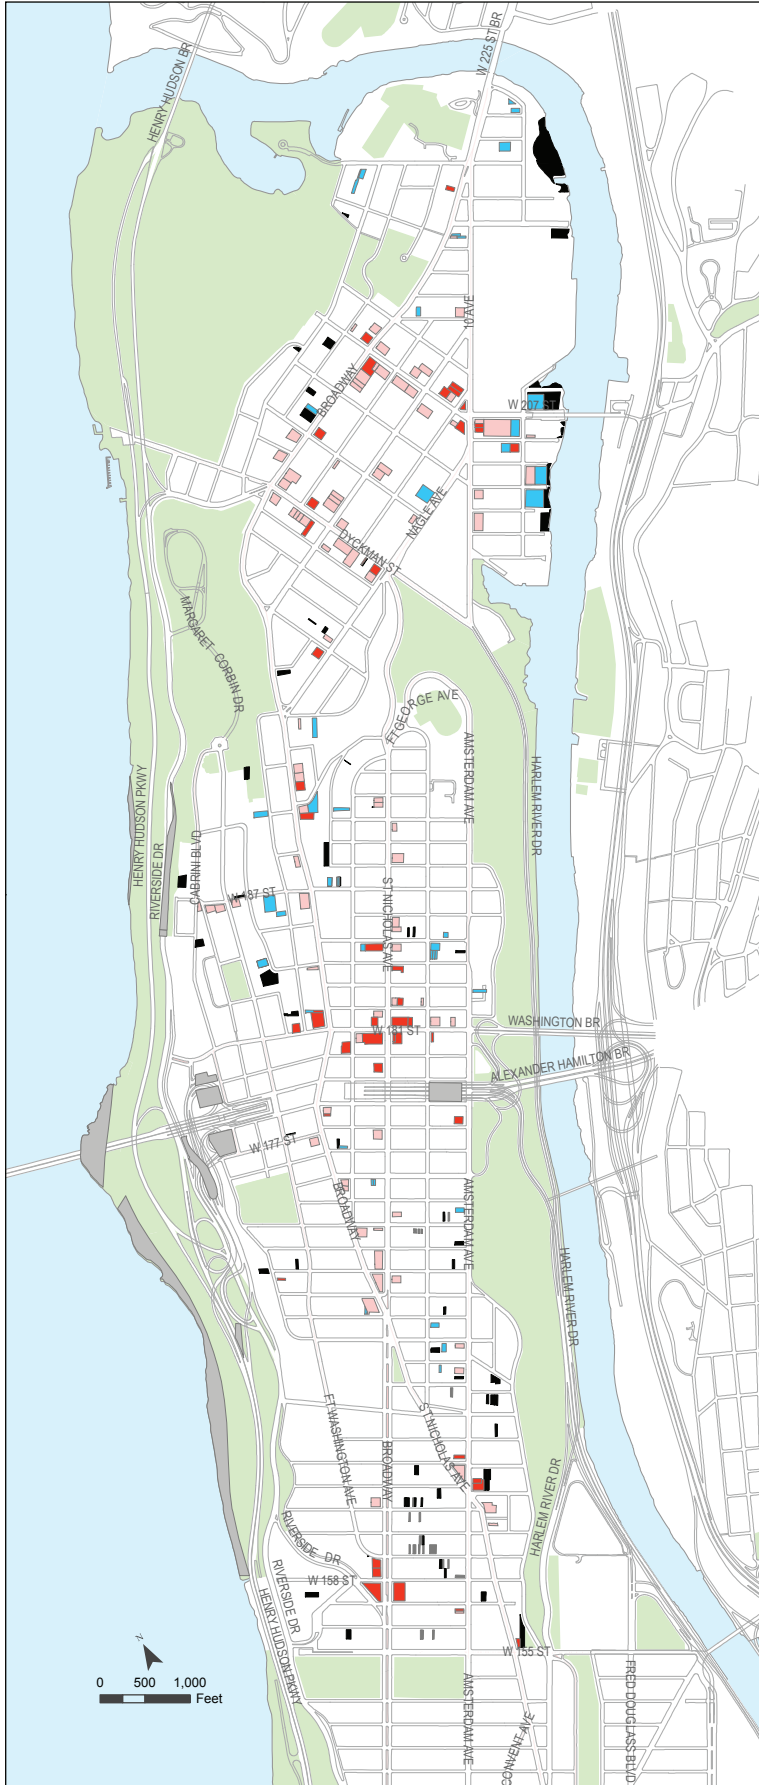 HENRY HUDSON BR
W 225 ST BR
10 AVE
BROADWAY
W 207 ST
NAGLE AVE
DYCKMAN ST
MARGARET CORBIN DR
FT GEORGE AVE
AMSTERDAM AVE
HARLEM RIVER DR
HENRY HUDSON PKWY
RIVERSIDE DR
CABRINI BLVD
W 187 ST
ST NICHOLAS AVE
WASHINGTON BR
W 181 ST
ALEXANDER HAMILTON BR
W 177 ST
BROADWAY
AMSTERDAM AVE
HARLEM RIVER DR
FT WASHINGTON AVE
BROADWAY
ST NICHOLAS AVE
HARLEM RIVER DR
RIVERSIDE DR
W 158 ST
RIVERSIDE DR
HENRY HUDSON PKWY
W 155 ST
N
0 500 1,000
Feet
AMSTERDAM AVE
CONVENT AVE
FRED DOUGLASS BLVD